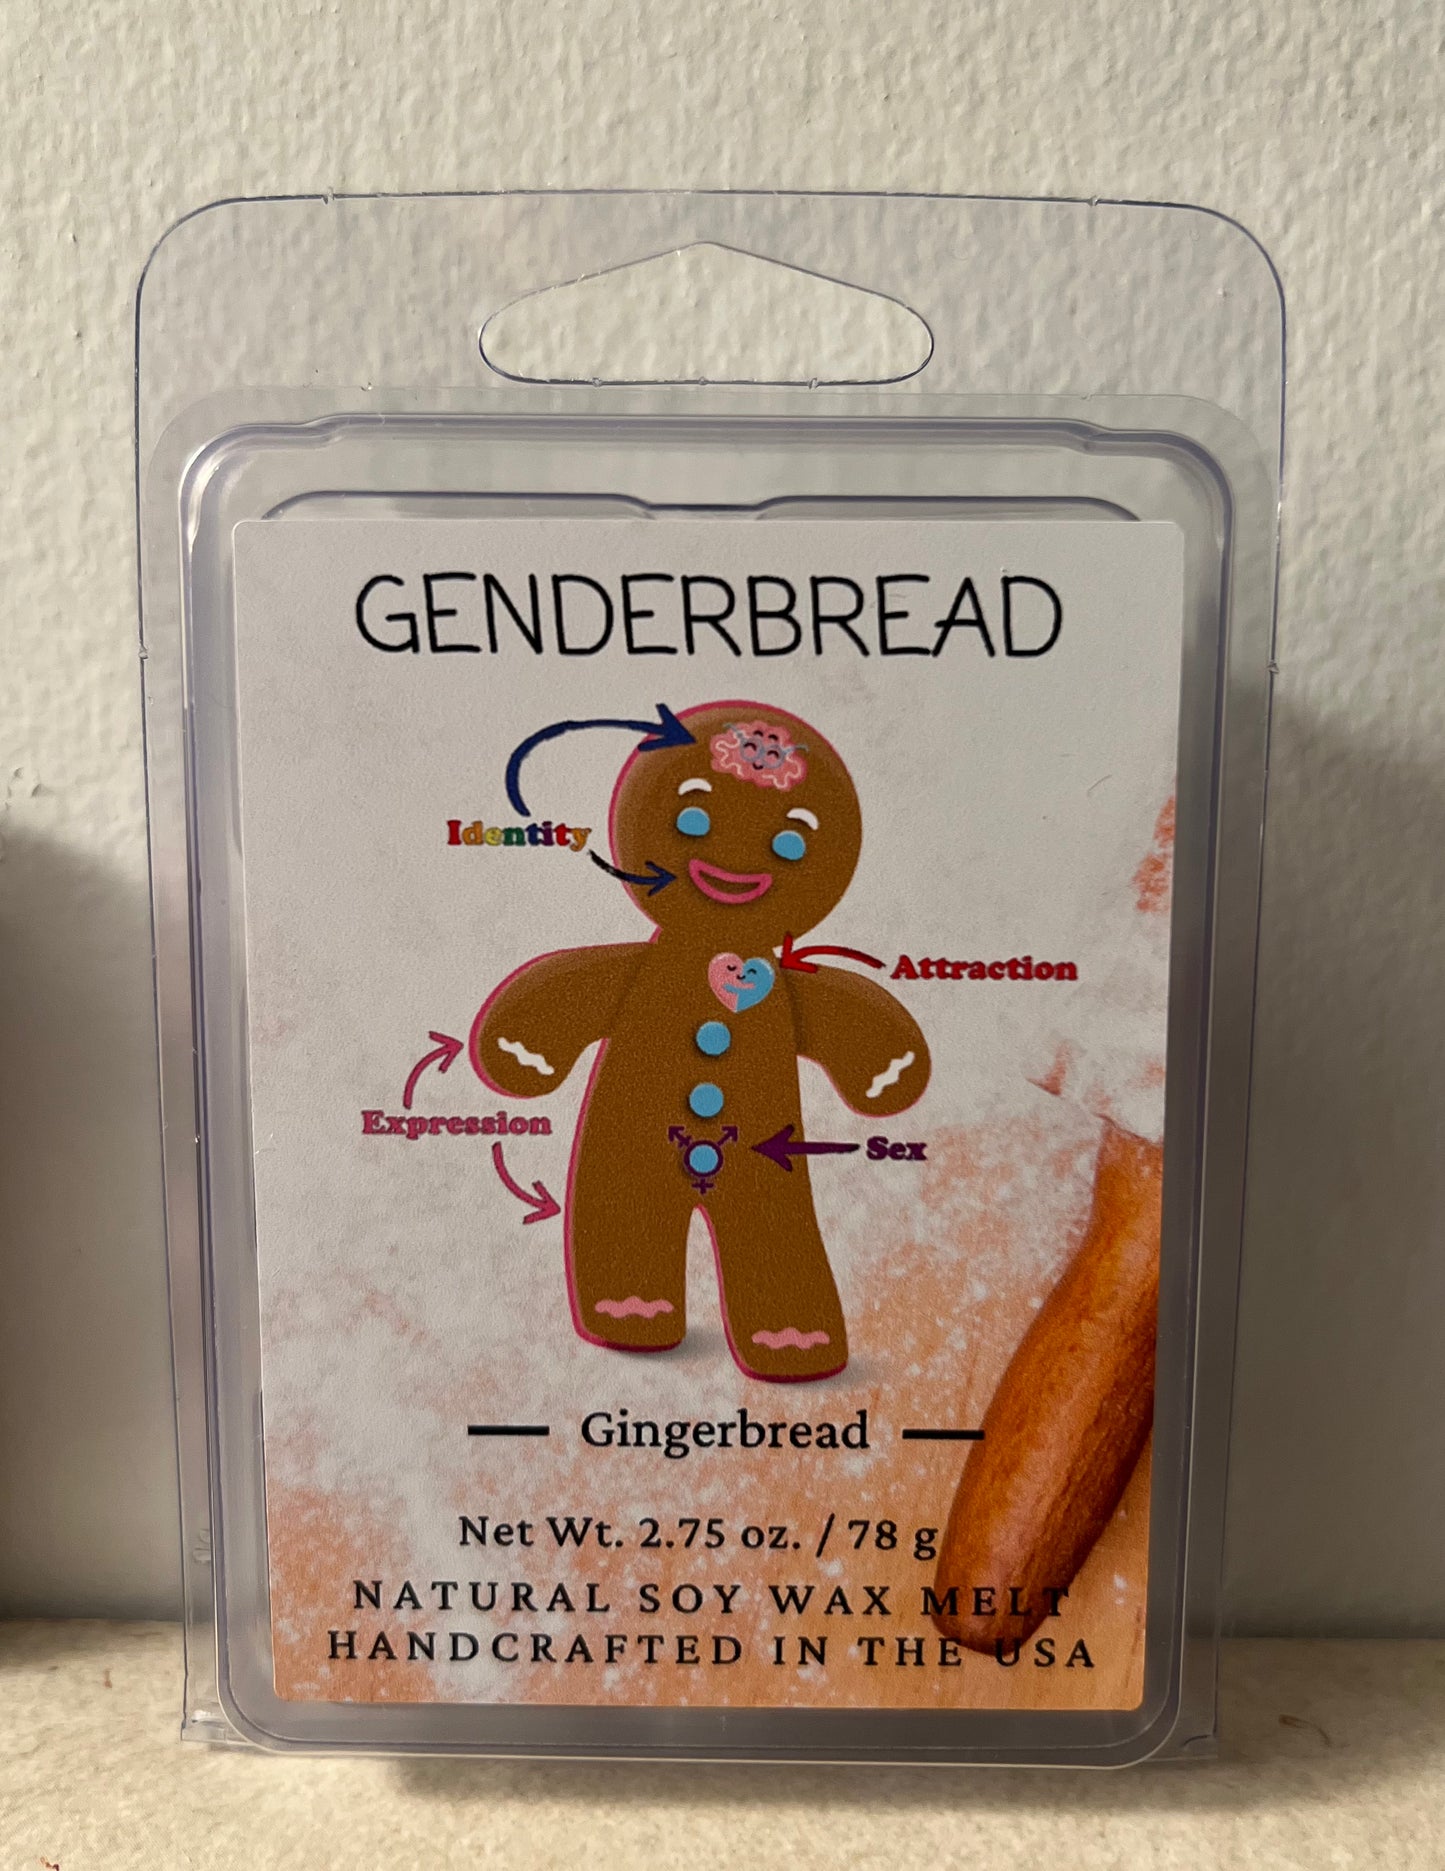 GENDERBREAD
Identity
Attraction
Expression
Sex
Gingerbread
Net Wt. 2.75 oz. / 78 g
NATURAL SOY WAX MELT
HANDCRAFTED IN THE USA